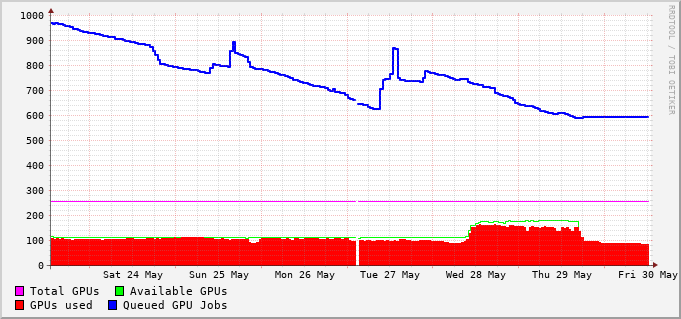 1000
900
800
700
600
500
400
300
200
100
0
Sat 24 May Sun 25 May Mon 26 May Tue 27 May Wed 28 May Thu 29 May Fri 30 May
Total GPUs Available GPUs
GPUs used Queued GPU Jobs
RRDTOOL / TOBI OETIKER